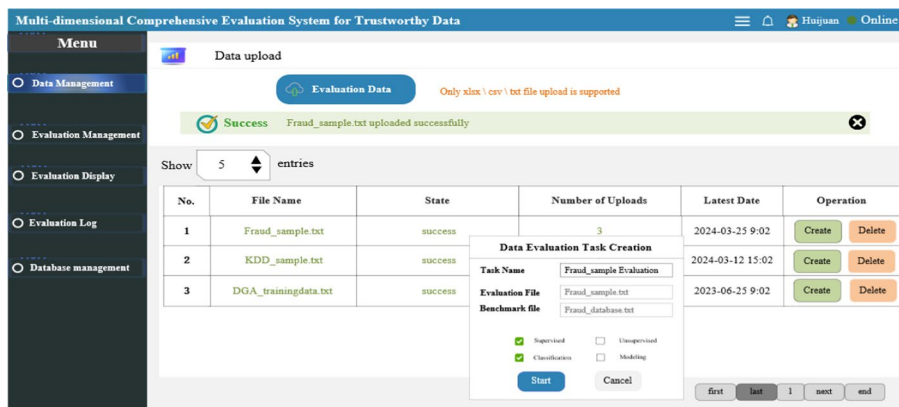 Multi-dimensional Comprehensive Evaluation System for Trustworthy Data
Huijuan Online
Menu
Data Management
Evaluation Management
Evaluation Display
Evaluation Log
Database management
Data upload
Evaluation Data
Only xlsx \ csv \ txt file upload is supported
Success Fraud_sample.txt uploaded successfully
Show 5 entries
No. File Name State Number of Uploads Latest Date Operation
1 Fraud_sample.txt success 3 2024-03-25 9:02 Create Delete
2 KDD_sample.txt success 2024-03-12 15:02 Create Delete
3 DGA_trainingdata.txt success 2023-06-25 9:02 Create Delete
Data Evaluation Task Creation
Task Name Fraud_sample Evaluation
Evaluation File Fraud_sample.txt
Benchmark file Fraud_database.txt
Supervised Unsupervised
Classification Modeling
Start Cancel
first last 1 next end